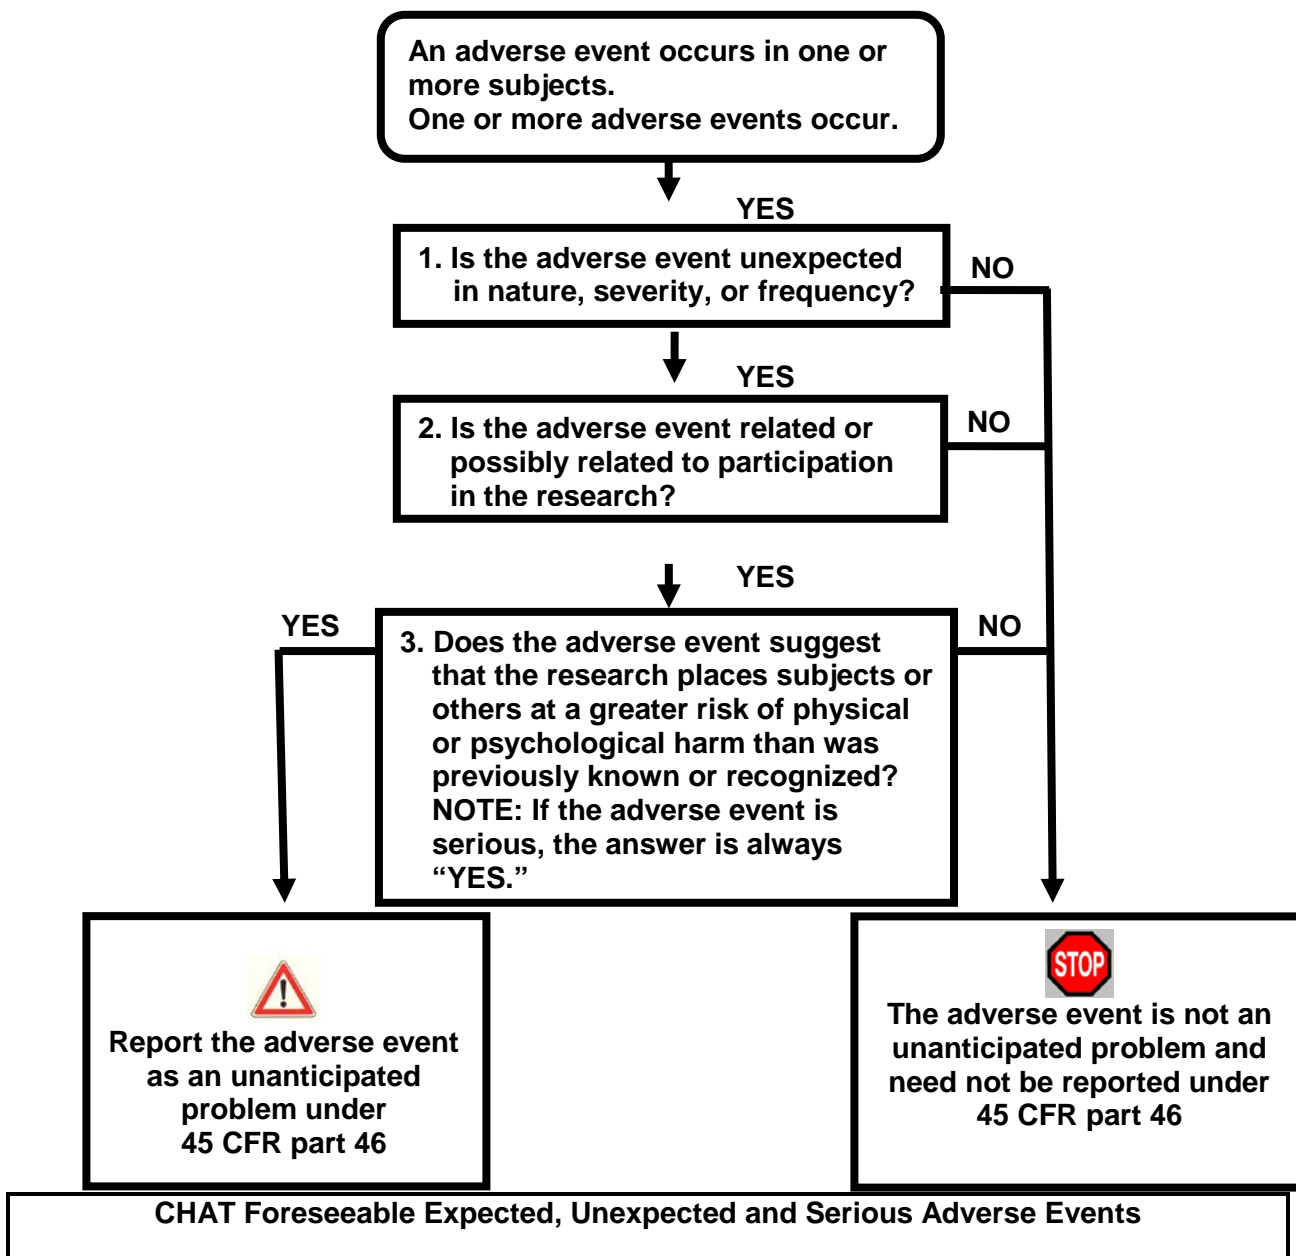 An adverse event occurs in one or
more subjects.
One or more adverse events occur.
YES
1. Is the adverse event unexpected
in nature, severity, or frequency?
NO
YES
2. Is the adverse event related or
possibly related to participation
in the research?
NO
YES
YES
3. Does the adverse event suggest
that the research places subjects or
others at a greater risk of physical
or psychological harm than was
previously known or recognized?
NOTE: If the adverse event is
serious, the answer is always
“YES.”
NO
Report the adverse event
as an unanticipated
problem under
45 CFR part 46
STOP
The adverse event is not an
unanticipated problem and
need not be reported under
45 CFR part 46
CHAT Foreseeable Expected, Unexpected and Serious Adverse Events